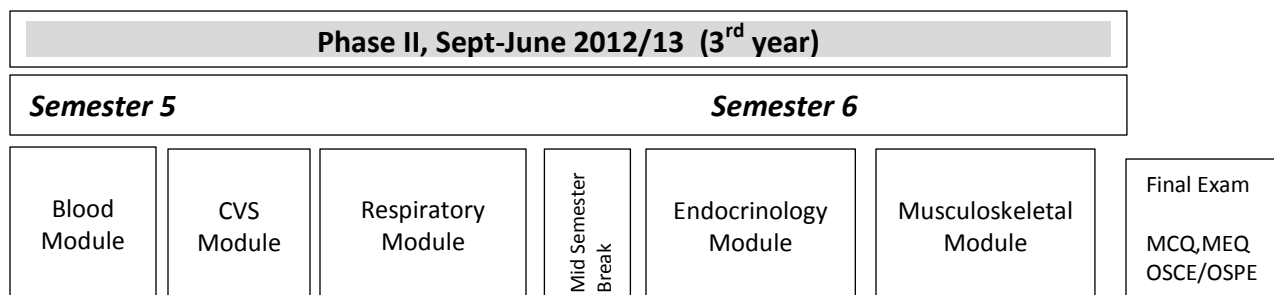 Phase II, Sept-June 2012/13 (3rd year)
Semester 5
Semester 6
Blood
Module
CVS
Module
Respiratory
Module
Mid Semester
Break
Endocrinology
Module
Musculoskeletal
Module
Final Exam
MCQ,MEQ
OSCE/OSPE